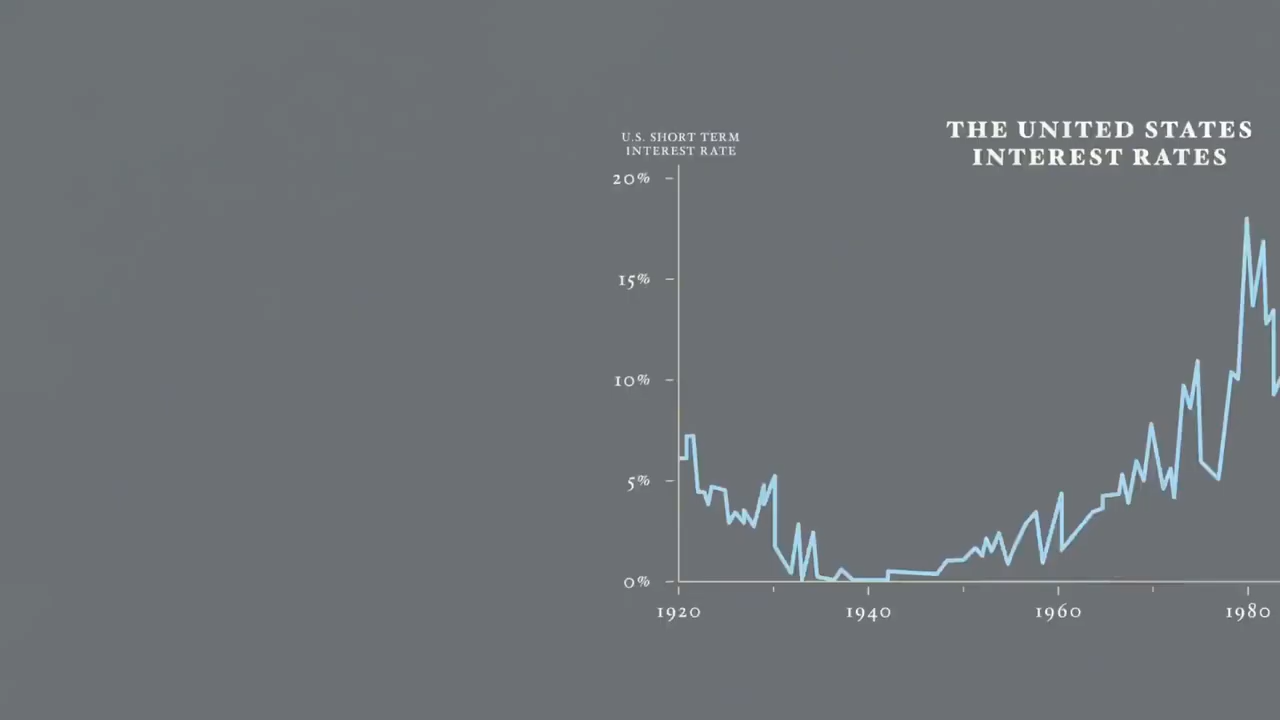 THE UNITED STATES
INTEREST RATES
U.S. SHORT TERM
INTEREST RATE
20%
15%
10%
5%
0%
1920
1940
1960
1980